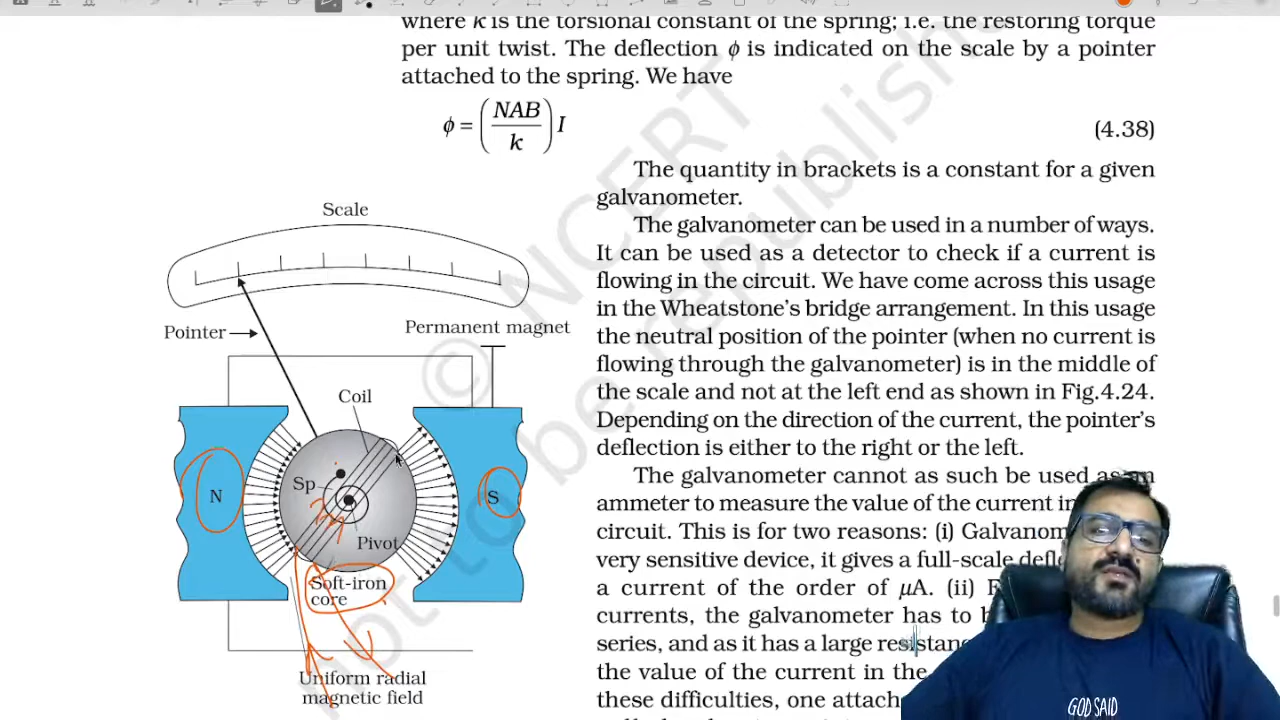 where k is the torsional constant of the spring; i.e. the restoring torque
per unit twist. The deflection ϕ is indicated on the scale by a pointer
attached to the spring. We have
ϕ = (NAB/k) I
(4.38)
The quantity in brackets is a constant for a given
galvanometer.
The galvanometer can be used in a number of ways.
It can be used as a detector to check if a current is
flowing in the circuit. We have come across this usage
in the Wheatstone's bridge arrangement. In this usage
the neutral position of the pointer (when no current is
flowing through the galvanometer) is in the middle of
the scale and not at the left end as shown in Fig.4.24.
Depending on the direction of the current, the pointer's
deflection is either to the right or the left.
The galvanometer cannot as such be used as an
ammeter to measure the value of the current in
circuit. This is for two reasons: (i) Galvanom
very sensitive device, it gives a full-scale defle
a current of the order of μA. (ii) F
currents, the galvanometer has to b
series, and as it has a large resistan
the value of the current in the
these difficulties, one attach
Scale
Pointer
Permanent magnet
Coil
N
Sp
S
Pivot
Soft-iron
core
Uniform radial
magnetic field
© NCERT
not to be republishe
GOD SAID